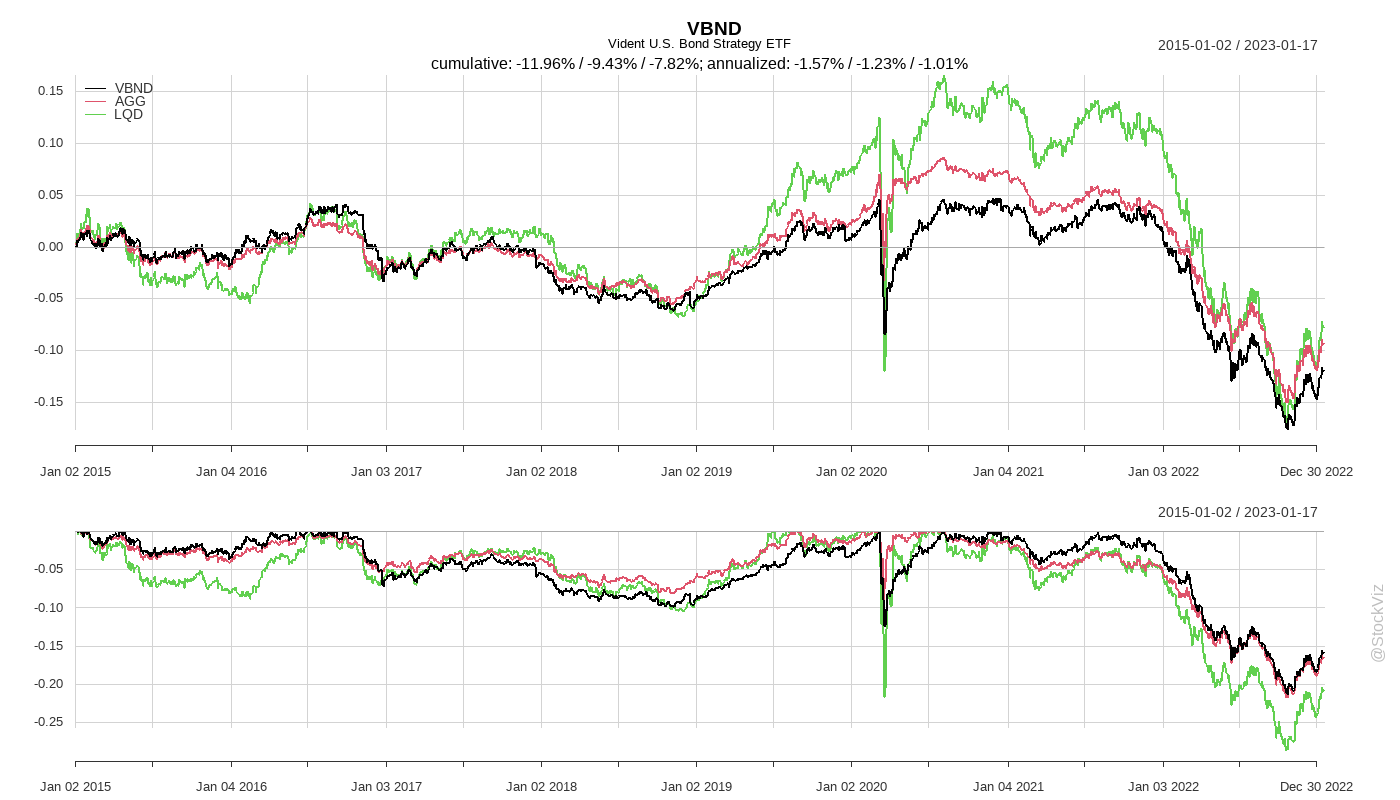 VBND
Vident U.S. Bond Strategy ETF
2015-01-02 / 2023-01-17
cumulative: -11.96% / -9.43% / -7.82%; annualized: -1.57% / -1.23% / -1.01%
VBND
AGG
LQD
0.15
0.10
0.05
0.00
-0.05
-0.10
-0.15
Jan 02 2015 Jan 04 2016 Jan 03 2017 Jan 02 2018 Jan 02 2019 Jan 02 2020 Jan 04 2021 Jan 03 2022 Dec 30 2022
2015-01-02 / 2023-01-17
-0.05
-0.10
-0.15
-0.20
-0.25
Jan 02 2015 Jan 04 2016 Jan 03 2017 Jan 02 2018 Jan 02 2019 Jan 02 2020 Jan 04 2021 Jan 03 2022 Dec 30 2022
@StockViz